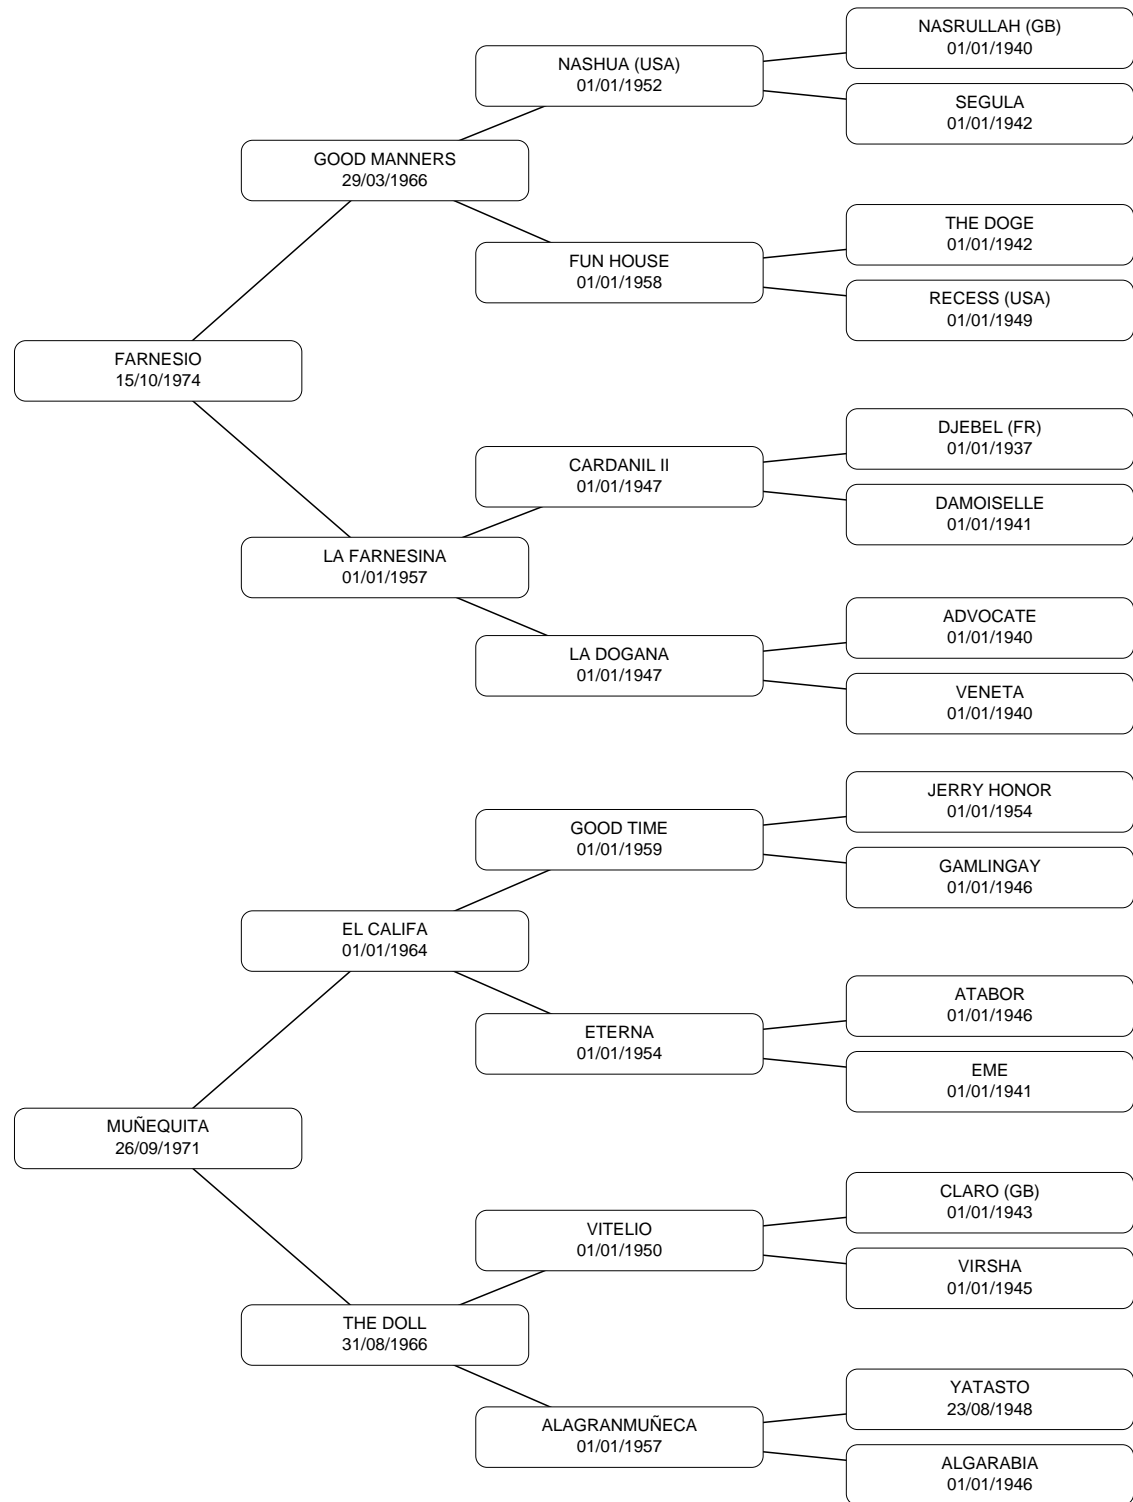 NASRULLAH (GB)
01/01/1940
NASHUA (USA)
01/01/1952
SEGULA
01/01/1942
GOOD MANNERS
29/03/1966
THE DOGE
01/01/1942
FUN HOUSE
01/01/1958
RECESS (USA)
01/01/1949
FARNESIO
15/10/1974
DJEBEL (FR)
01/01/1937
CARDANIL II
01/01/1947
DAMOISELLE
01/01/1941
LA FARNESINA
01/01/1957
ADVOCATE
01/01/1940
LA DOGANA
01/01/1947
VENETA
01/01/1940
JERRY HONOR
01/01/1954
GOOD TIME
01/01/1959
GAMLINGAY
01/01/1946
EL CALIFA
01/01/1964
ATABOR
01/01/1946
ETERNA
01/01/1954
EME
01/01/1941
MUÑEQUITA
26/09/1971
CLARO (GB)
01/01/1943
VITELIO
01/01/1950
VIRSHA
01/01/1945
THE DOLL
31/08/1966
YATASTO
23/08/1948
ALAGRANMUÑECA
01/01/1957
ALGARABIA
01/01/1946